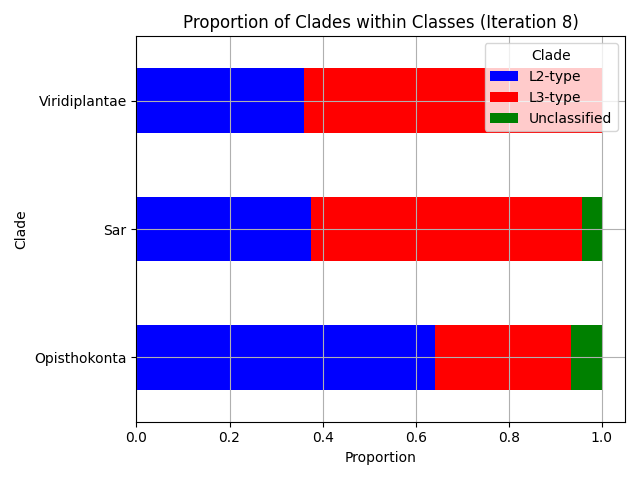 Proportion of Clades within Classes (Iteration 8)
Clade
L2-type
L3-type
Unclassified
Viridiplantae
Sar
Opisthokonta
Clade
0.0 0.2 0.4 0.6 0.8 1.0
Proportion